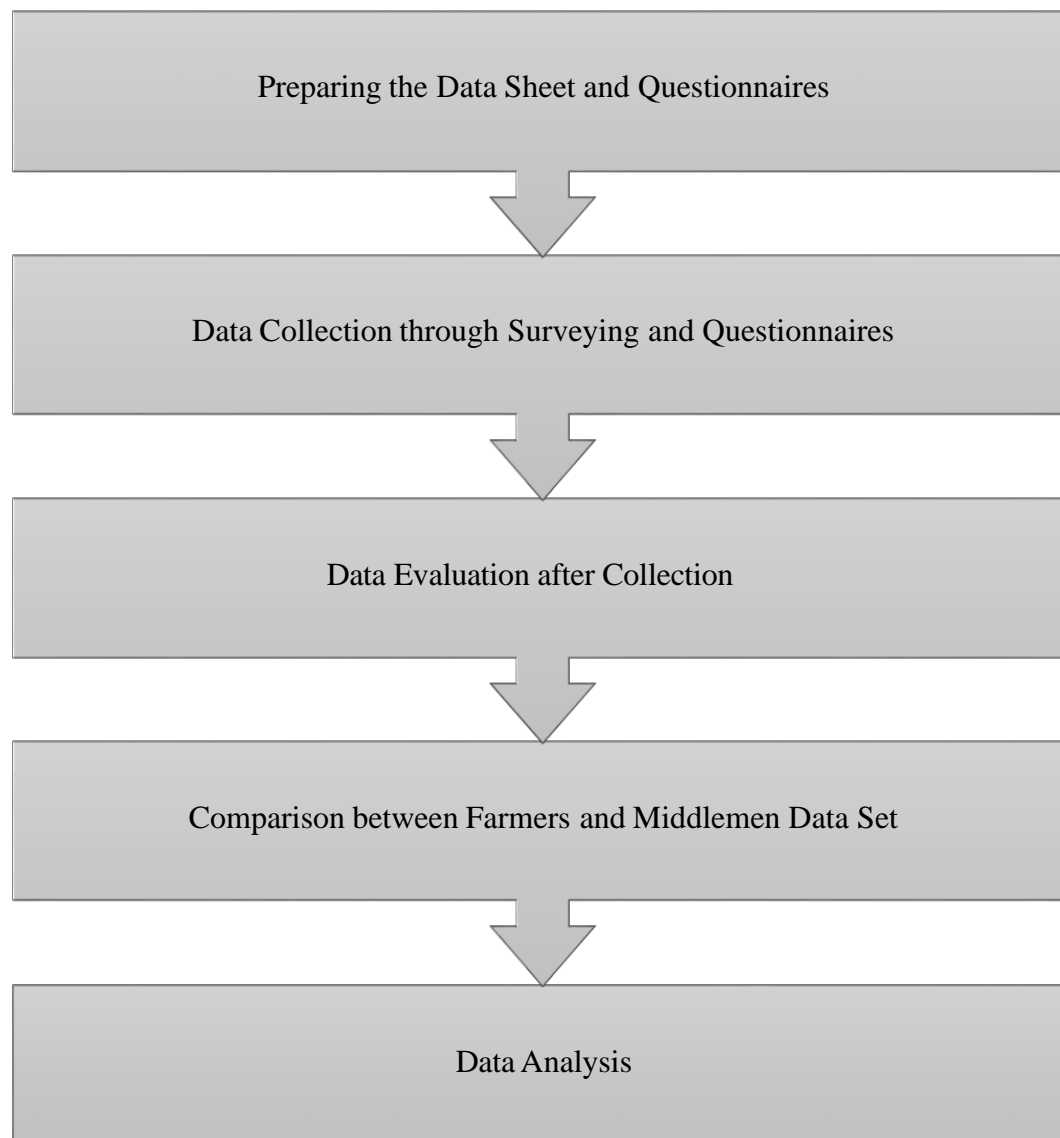 Preparing the Data Sheet and Questionnaires
Data Collection through Surveying and Questionnaires
Data Evaluation after Collection
Comparison between Farmers and Middlemen Data Set
Data Analysis